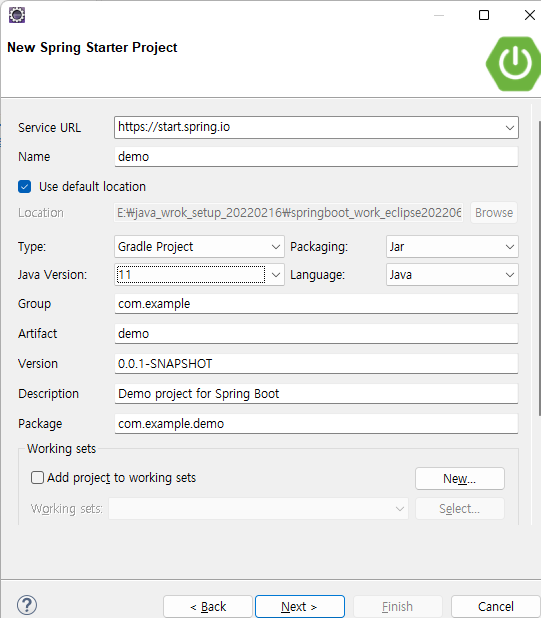 New Spring Starter Project
Service URL https://start.spring.io
Name demo
Use default location
Location E:₩java_wrok_setup_20220216₩springboot_work_eclipse202206 Browse
Type: Gradle Project Packaging: Jar
Java Version: 11 Language: Java
Group com.example
Artifact demo
Version 0.0.1-SNAPSHOT
Description Demo project for Spring Boot
Package com.example.demo
Working sets
Add project to working sets New...
Working sets: Select...
? < Back Next > Finish Cancel